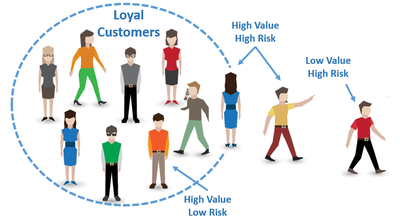 Loyal
Customers
High Value
High Risk
Low Value
High Risk
High Value
Low Risk